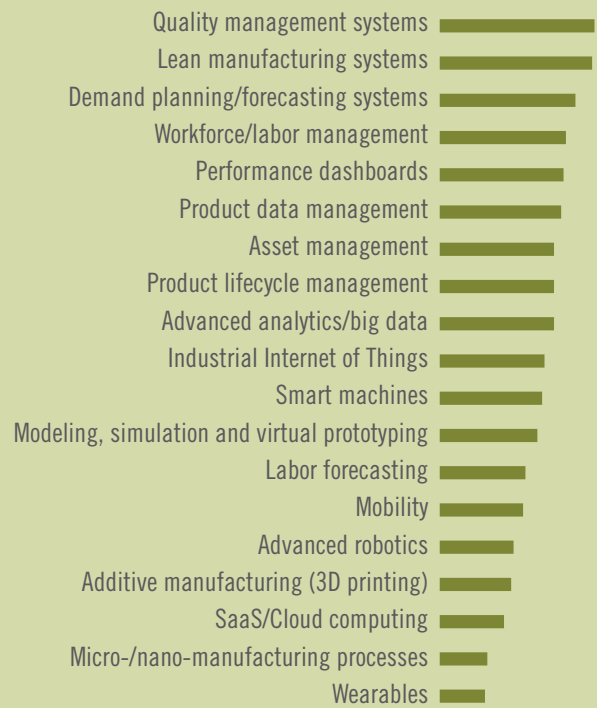 Quality management systems
Lean manufacturing systems
Demand planning/forecasting systems
Workforce/labor management
Performance dashboards
Product data management
Asset management
Product lifecycle management
Advanced analytics/big data
Industrial Internet of Things
Smart machines
Modeling, simulation and virtual prototyping
Labor forecasting
Mobility
Advanced robotics
Additive manufacturing (3D printing)
SaaS/Cloud computing
Micro-/nano-manufacturing processes
Wearables